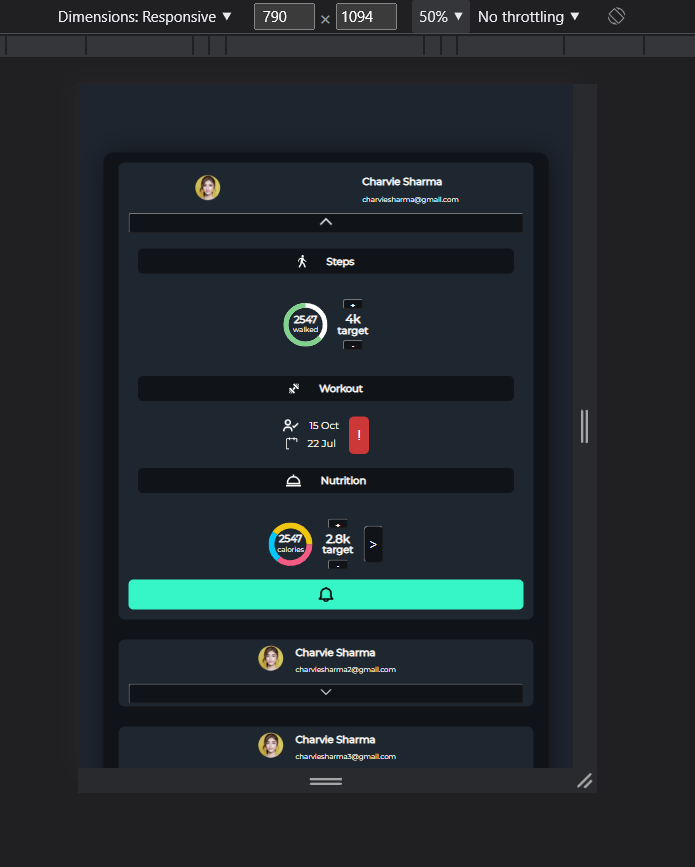 Dimensions: Responsive ▼ 790 × 1094 50% ▼ No throttling ▼
Charvie Sharma
charviesharma@gmail.com
Steps
2547
walked
+
4k
target
-
Workout
15 Oct
22 Jul
!
Nutrition
2547
calories
+
2.8k
target
-
>
Charvie Sharma
charviesharma2@gmail.com
Charvie Sharma
charviesharma3@gmail.com